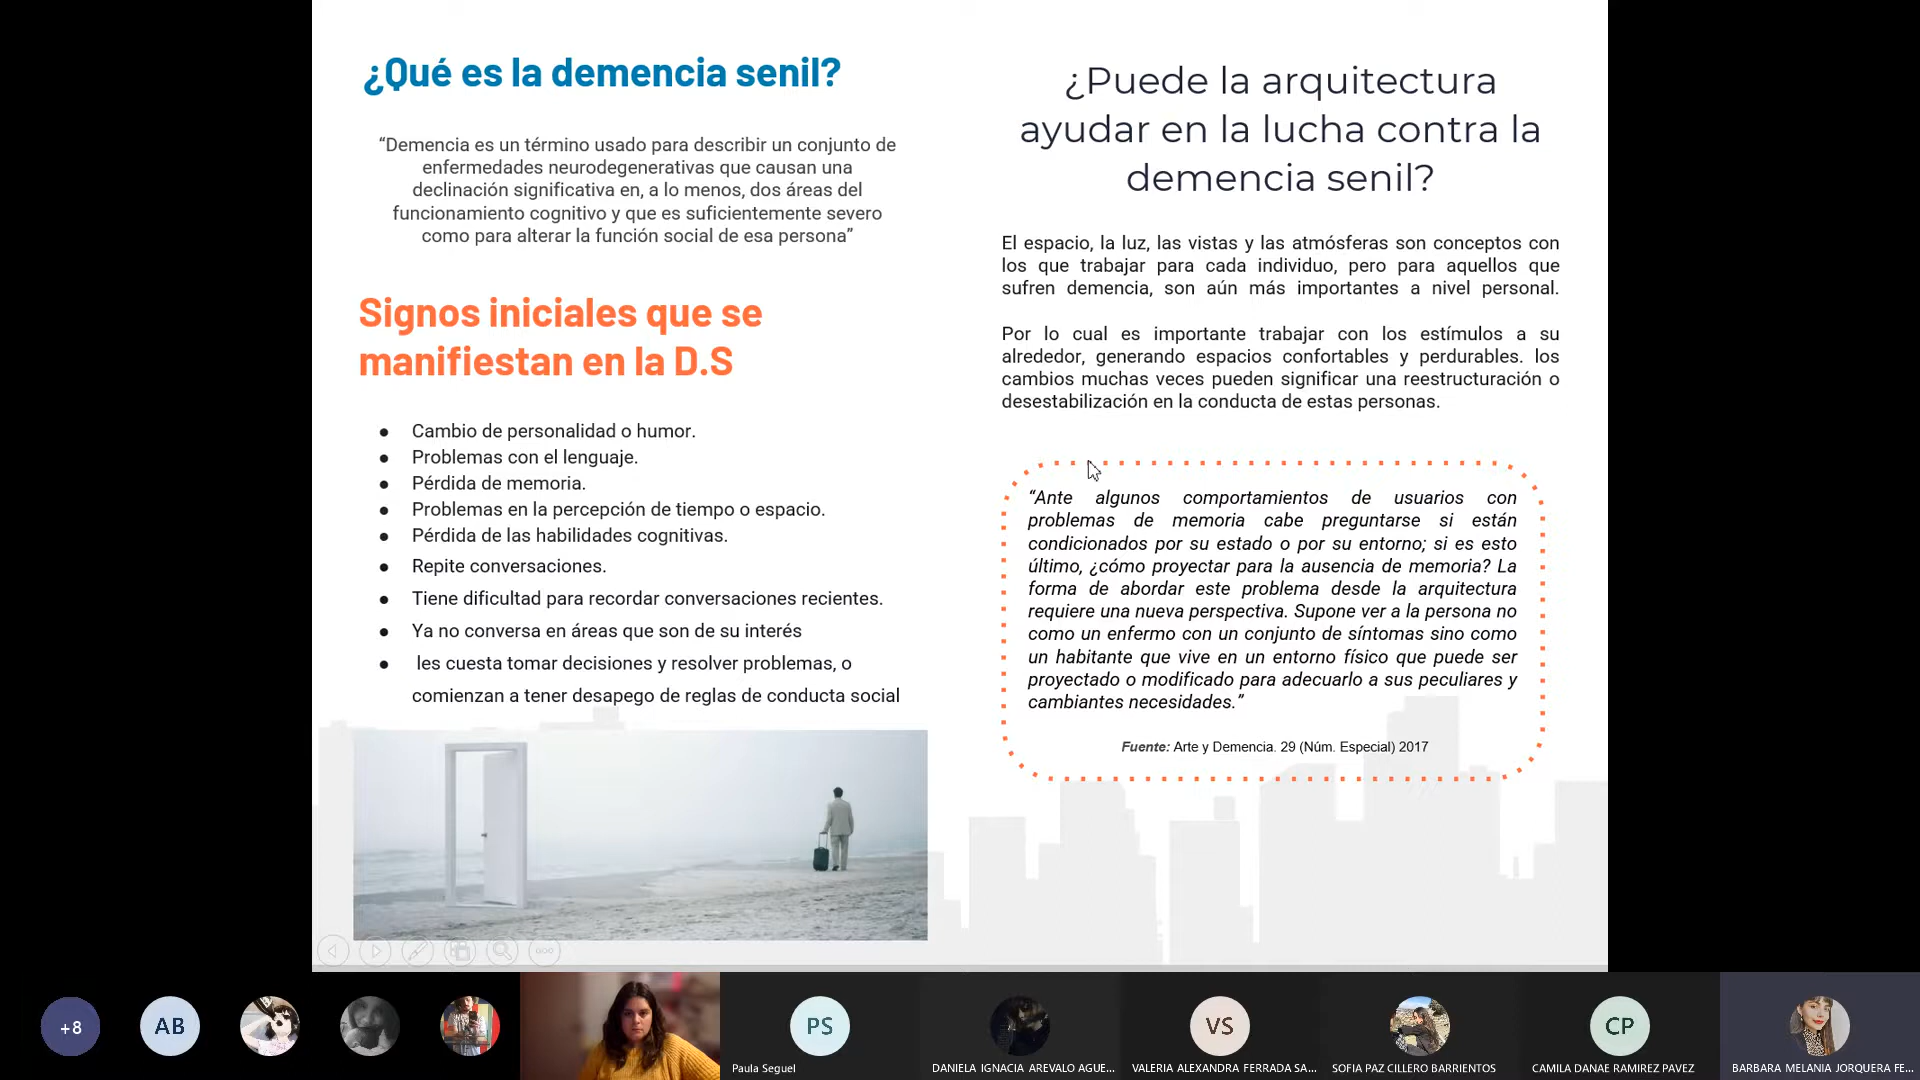 ¿Qué es la demencia senil?
“Demencia es un término usado para describir un conjunto de
enfermedades neurodegenerativas que causan una
declinación significativa en, a lo menos, dos áreas del
funcionamiento cognitivo y que es suficientemente severo
como para alterar la función social de esa persona”
Signos iniciales que se
manifiestan en la D.S
● Cambio de personalidad o humor.
● Problemas con el lenguaje.
● Pérdida de memoria.
● Problemas en la percepción de tiempo o espacio.
● Pérdida de las habilidades cognitivas.
● Repite conversaciones.
● Tiene dificultad para recordar conversaciones recientes.
● Ya no conversa en áreas que son de su interés
● les cuesta tomar decisiones y resolver problemas, o
comienzan a tener desapego de reglas de conducta social
¿Puede la arquitectura
ayudar en la lucha contra la
demencia senil?
El espacio, la luz, las vistas y las atmósferas son conceptos con
los que trabajar para cada individuo, pero para aquellos que
sufren demencia, son aún más importantes a nivel personal.
Por lo cual es importante trabajar con los estímulos a su
alrededor, generando espacios confortables y perdurables. los
cambios muchas veces pueden significar una reestructuración o
desestabilización en la conducta de estas personas.
“Ante algunos comportamientos de usuarios con
problemas de memoria cabe preguntarse si están
condicionados por su estado o por su entorno; si es esto
último, ¿cómo proyectar para la ausencia de memoria? La
forma de abordar este problema desde la arquitectura
requiere una nueva perspectiva. Supone ver a la persona no
como un enfermo con un conjunto de síntomas sino como
un habitante que vive en un entorno físico que puede ser
proyectado o modificado para adecuarlo a sus peculiares y
cambiantes necesidades.”
Fuente: Arte y Demencia. 29 (Núm. Especial) 2017
+8
AB
PS
Paula Seguel
DANIELA IGNACIA AREVALO AGUE...
VS
VALERIA ALEXANDRA FERRADA SA...
SOFIA PAZ CILLERO BARRIENTOS
CP
CAMILA DANAE RAMIREZ PAVEZ
BARBARA MELANIA JORQUERA FE...